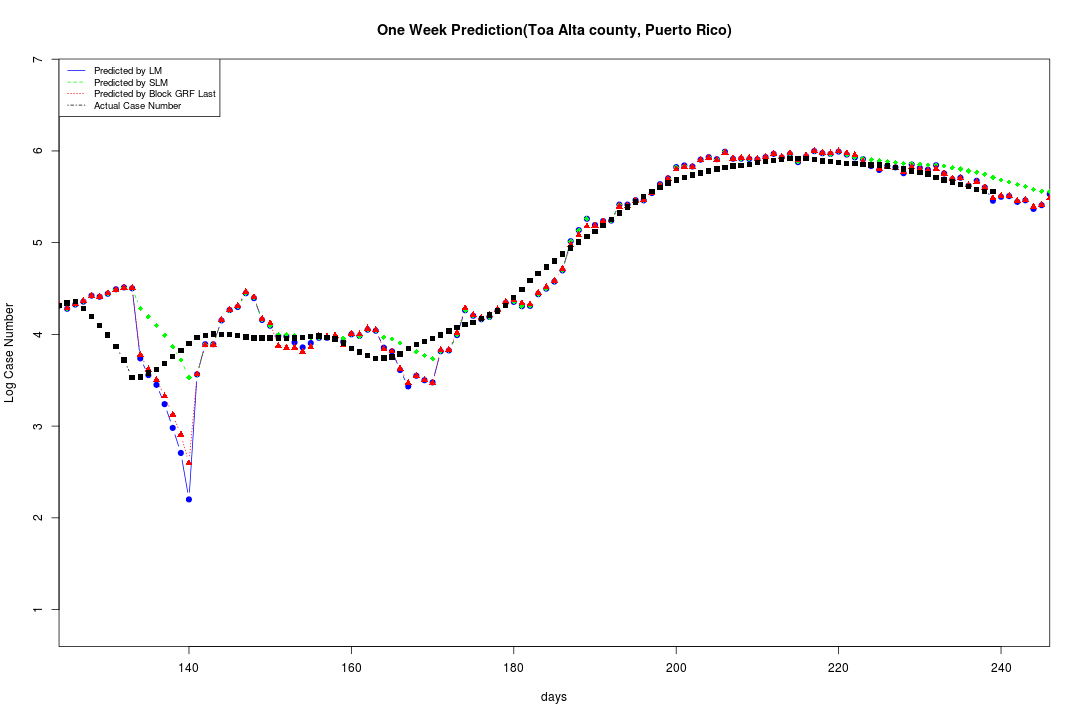 One Week Prediction(Toa Alta county, Puerto Rico)
Predicted by LM
Predicted by SLM
Predicted by Block GRF Last
Actual Case Number
7
6
5
4
3
2
1
Log Case Number
140 160 180 200 220 240
days